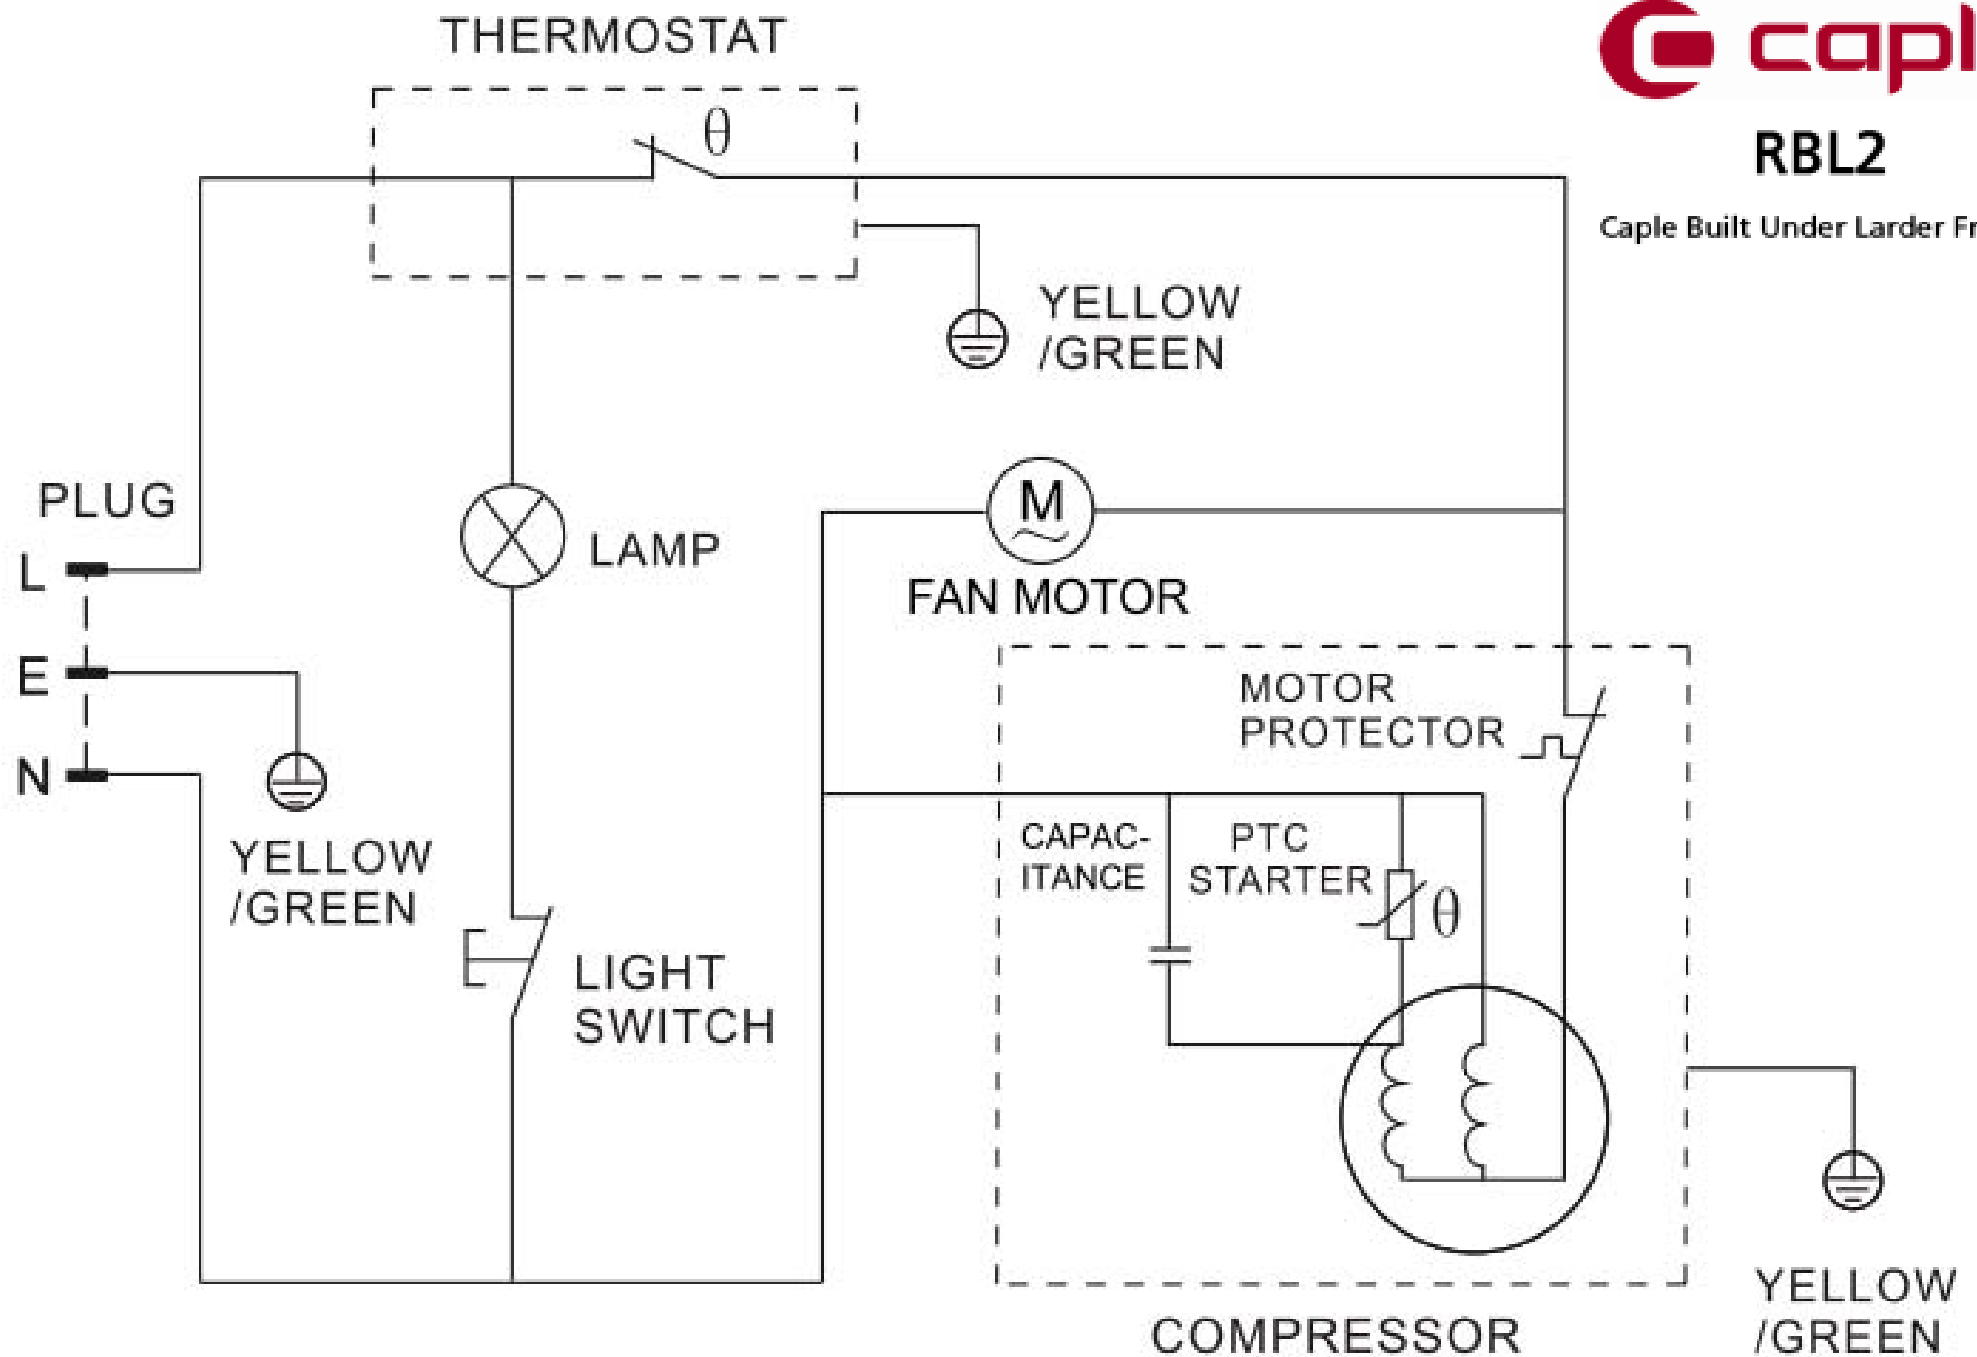 THERMOSTAT
capl
RBL2
Caple Built Under Larder
θ
YELLOW
/GREEN
PLUG
L
E
N
LAMP
M
FAN MOTOR
YELLOW
/GREEN
LIGHT
SWITCH
MOTOR
PROTECTOR
CAPAC-
ITANCE
PTC
STARTER
θ
COMPRESSOR
YELLOW
/GREEN